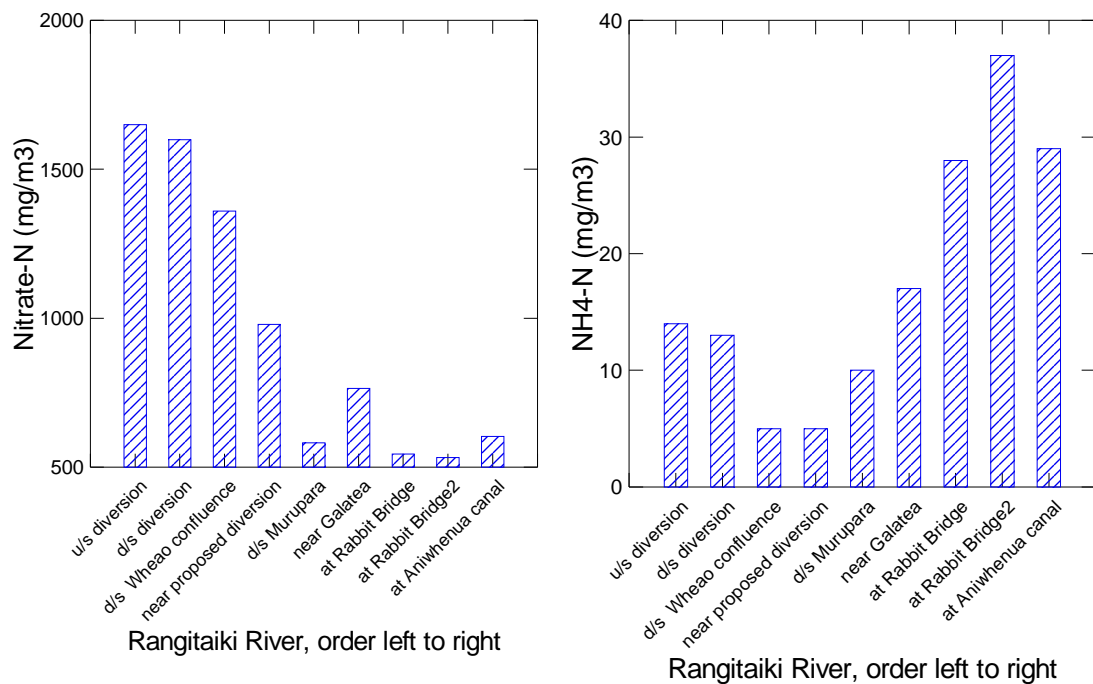 2000
1500
1000
500
Nitrate-N (mg/m3)
u/s diversion
d/s diversion
d/s  Wheao confluence
near proposed diversion
d/s Murupara
near Galatea
at Rabbit Bridge
at Rabbit Bridge2
at Aniwhenua canal
Rangitaiki River, order left to right
40
30
20
10
0
NH4-N (mg/m3)
u/s diversion
d/s diversion
d/s  Wheao confluence
near proposed diversion
d/s Murupara
near Galatea
at Rabbit Bridge
at Rabbit Bridge2
at Aniwhenua canal
Rangitaiki River, order left to right